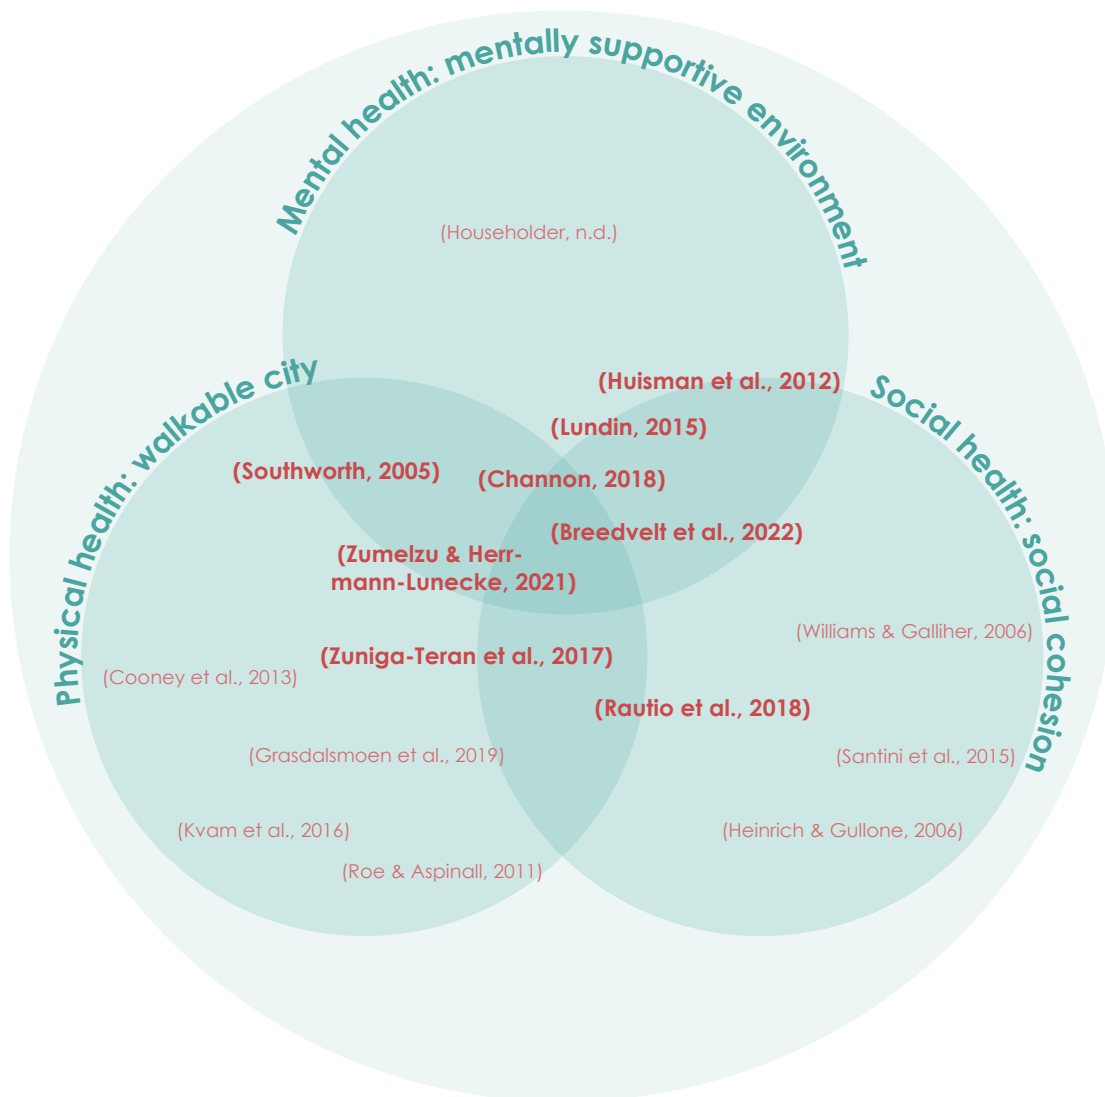 Mental health: mentally supportive environment
(Householder, n.d.)
Physical health: walkable city
Social health: social cohesion
(Huisman et al., 2012)
(Lundin, 2015)
(Southworth, 2005)
(Channon, 2018)
(Breedvelt et al., 2022)
(Zumelzu & Herr-
mann-Lunecke, 2021)
(Williams & Galliher, 2006)
(Zuniga-Teran et al., 2017)
(Cooney et al., 2013)
(Rautio et al., 2018)
(Grasdalsmoen et al., 2019)
(Santini et al., 2015)
(Kvam et al., 2016)
(Heinrich & Gullone, 2006)
(Roe & Aspinall, 2011)